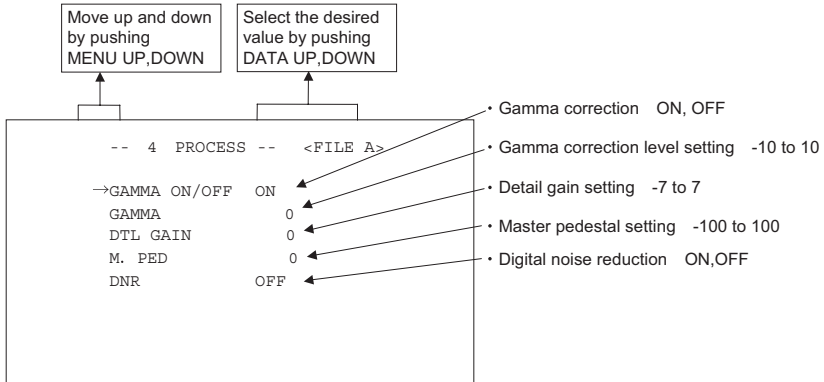 Move up and down
by pushing
MENU UP,DOWN
Select the desired
value by pushing
DATA UP,DOWN
-- 4 PROCESS -- <FILE A>
→GAMMA ON/OFF ON
GAMMA 0
DTL GAIN 0
M. PED 0
DNR OFF
・Gamma correction ON, OFF
・Gamma correction level setting -10 to 10
・Detail gain setting -7 to 7
・Master pedestal setting -100 to 100
・Digital noise reduction ON,OFF